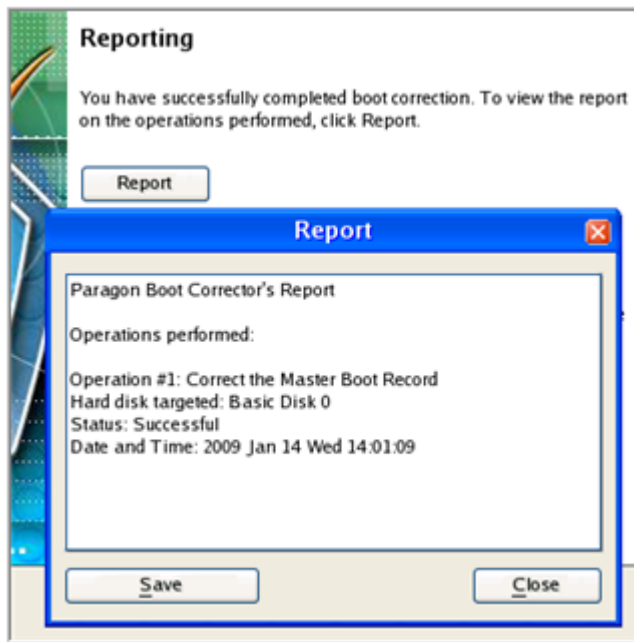 Reporting
You have successfully completed boot correction. To view the report
on the operations performed, click Report.
Report
Report
Paragon Boot Corrector's Report
Operations performed:
Operation #1: Correct the Master Boot Record
Hard disk targeted: Basic Disk 0
Status: Successful
Date and Time: 2009 Jan 14 Wed 14:01:09
Save
Close